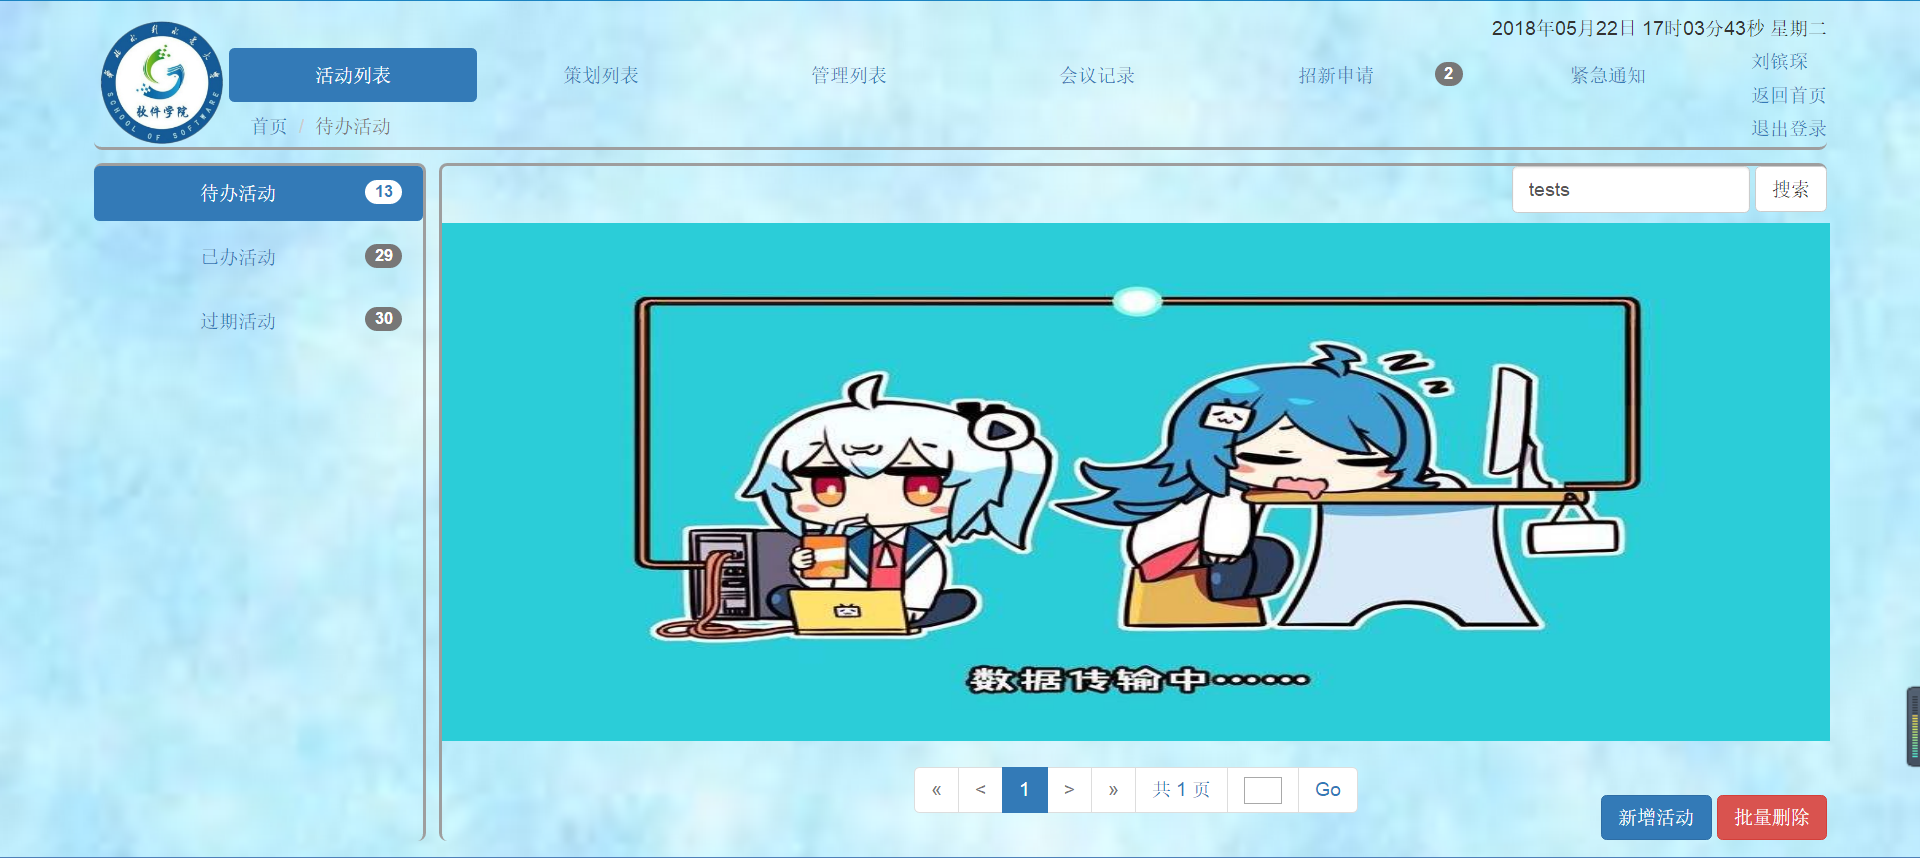 2018年05月22日 17时03分43秒 星期二
软件学院
SCHOOL OF SOFTWARE
活动列表 策划列表 管理列表 会议记录 招新申请 2 紧急通知
刘镔琛
返回首页
退出登录
首页 / 待办活动
待办活动 13
已办活动 29
过期活动 30
tests 搜索
数据传输中……
« < 1 > » 共 1 页 Go
新增活动 批量删除